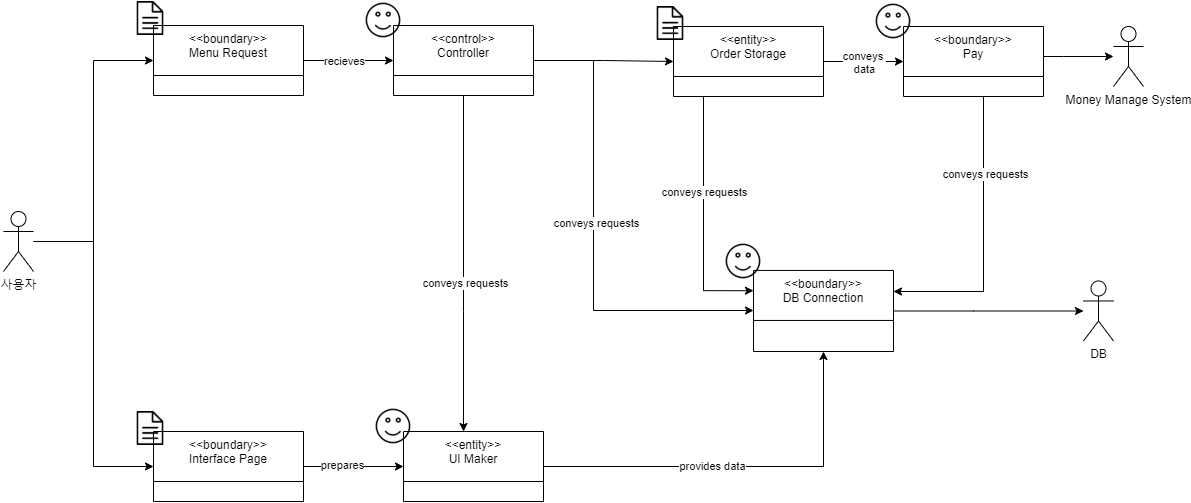 <<boundary>>
Menu Request
recieves
<<control>>
Controller
<<entity>>
Order Storage
conveys
data
<<boundary>>
Pay
Money Manage System
conveys requests
conveys requests
conveys requests
사용자
conveys requests
<<boundary>>
DB Connection
DB
<<boundary>>
Interface Page
prepares
<<entity>>
UI Maker
provides data